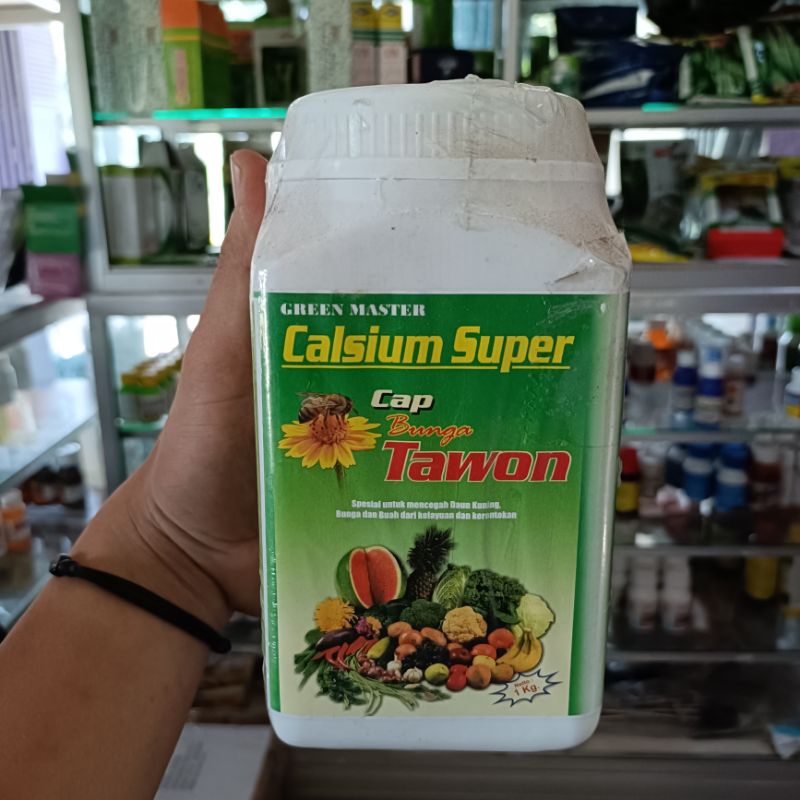 GREEN MASTER
Calsium Super
Cap
Bunga
Tawon
Spesial untuk mencegah Daun Kuning,
Bunga dan Buah dari kelayuan dan kerontokan
Netto :
1 Kg.